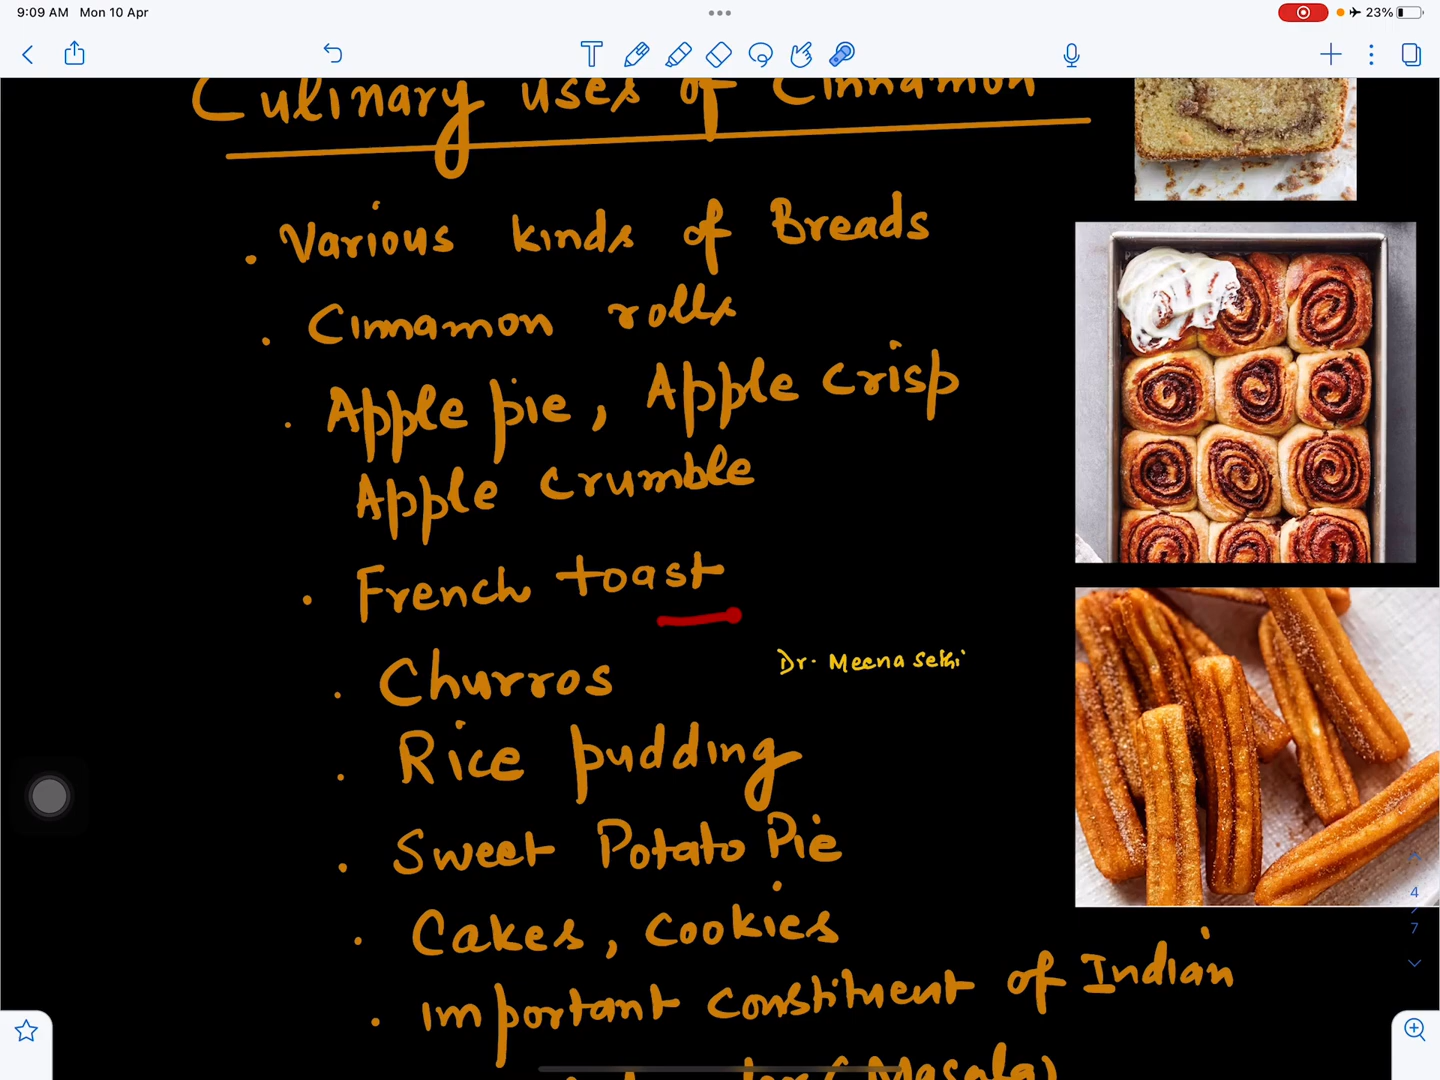 9:09 AM Mon 10 Apr
23%
Culinary uses of Cinnamon
. Various kinds of Breads
. Cinnamon rolls
. Apple pie, Apple crisp
Apple crumble
. French toast
. Churros
Dr. Meena Sethi
. Rice pudding
. Sweet Potato Pie
. Cakes, cookies
. Important constituent of Indian
(Masala)
4
7